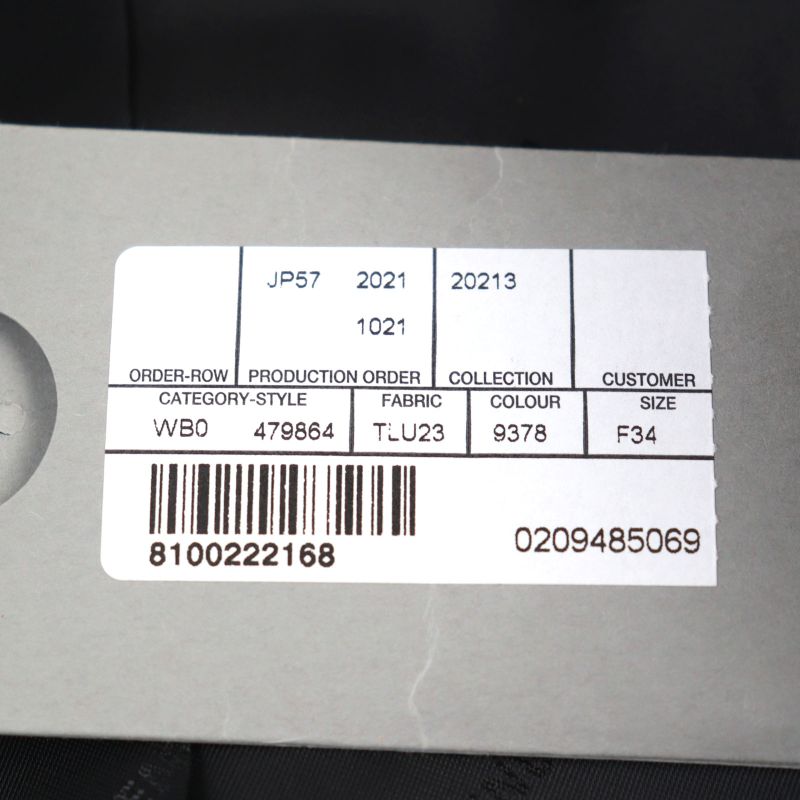 JP57 2021 20213
1021
ORDER-ROW PRODUCTION ORDER COLLECTION CUSTOMER
CATEGORY-STYLE FABRIC COLOUR SIZE
WB0 479864 TLU23 9378 F34
8100222168 0209485069